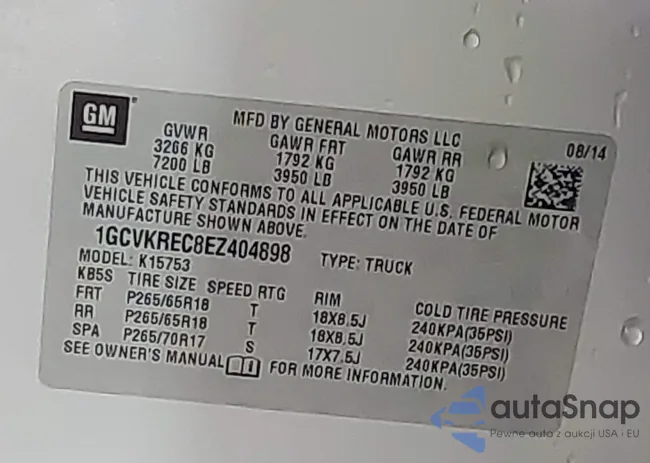 GM
MFD BY GENERAL MOTORS LLC
08/14
GVWR GAWR FRT GAWR RR
3266 KG 1792 KG 1792 KG
7200 LB 3950 LB 3950 LB
THIS VEHICLE CONFORMS TO ALL APPLICABLE U.S. FEDERAL MOTOR
VEHICLE SAFETY STANDARDS IN EFFECT ON THE DATE OF
MANUFACTURE SHOWN ABOVE.
1GCVKREC8EZ404698 TYPE: TRUCK
MODEL: K15753
KB5S TIRE SIZE SPEED RTG RIM COLD TIRE PRESSURE
FRT P265/65R18 T 18X8.5J 240KPA(35PSI)
RR P265/65R18 T 18X8.5J 240KPA(35PSI)
SPA P265/70R17 S 17X7.5J 240KPA(35PSI)
SEE OWNER'S MANUAL FOR MORE INFORMATION.
autaSnap
Pewne auto z aukcji USA i EU